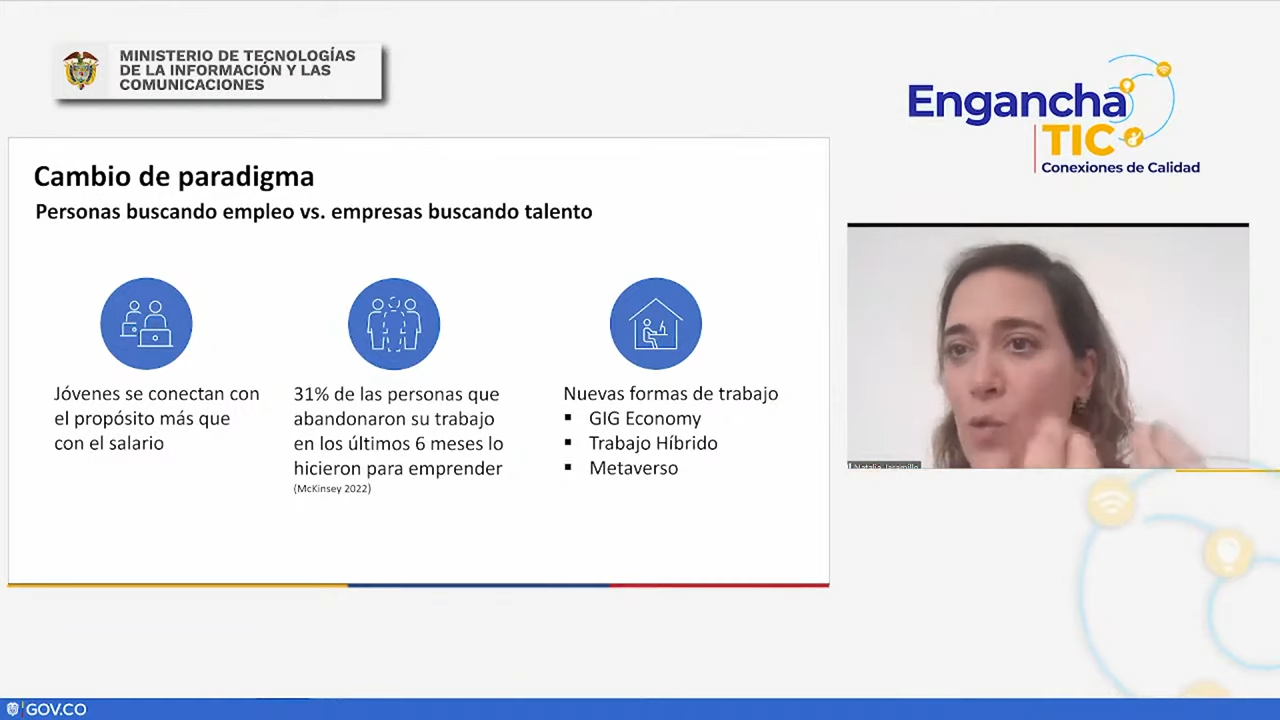 MINISTERIO DE TECNOLOGÍAS
DE LA INFORMACIÓN Y LAS
COMUNICACIONES
Engancha
TIC
Conexiones de Calidad
Cambio de paradigma
Personas buscando empleo vs. empresas buscando talento
Jóvenes se conectan con
el propósito más que
con el salario
31% de las personas que
abandonaron su trabajo
en los últimos 6 meses lo
hicieron para emprender
(McKinsey 2022)
Nuevas formas de trabajo
▪ GIG Economy
▪ Trabajo Híbrido
▪ Metaverso
Natalia Jaramillo
GOV.CO